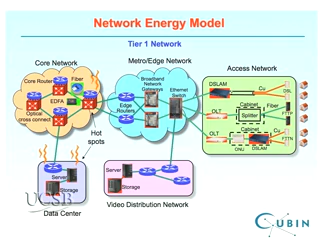 Network Energy Model
Tier 1 Network
Core Network
Metro/Edge Network
Access Network
Core Router
Fiber
EDFA
Optical
cross connect
Broadband
Network
Gateways
Edge
Routers
Ethernet
Switch
DSLAM
Cu
DSL
OLT
Cabinet
Splitter
Fiber
FTTP
OLT
Cabinet
Cu
ONU
DSLAM
FTTN
Hot
spots
Server
Storage
Data Center
UCSB
Server
Storage
Video Distribution Network
CUBIN